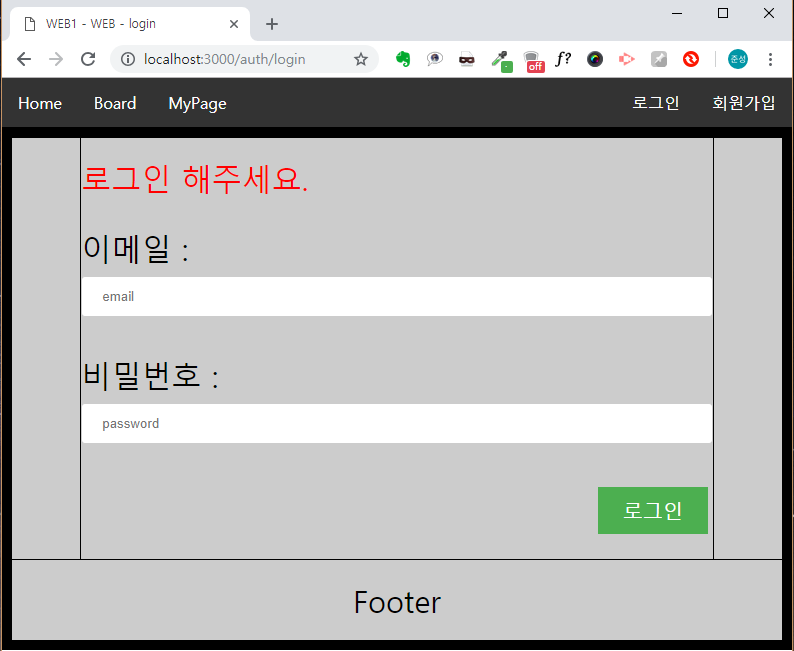 WEB1 - WEB - login
localhost:3000/auth/login
off
f?
준성
Home Board MyPage 로그인 회원가입
로그인 해주세요.
이메일 :
email
비밀번호 :
password
로그인
Footer